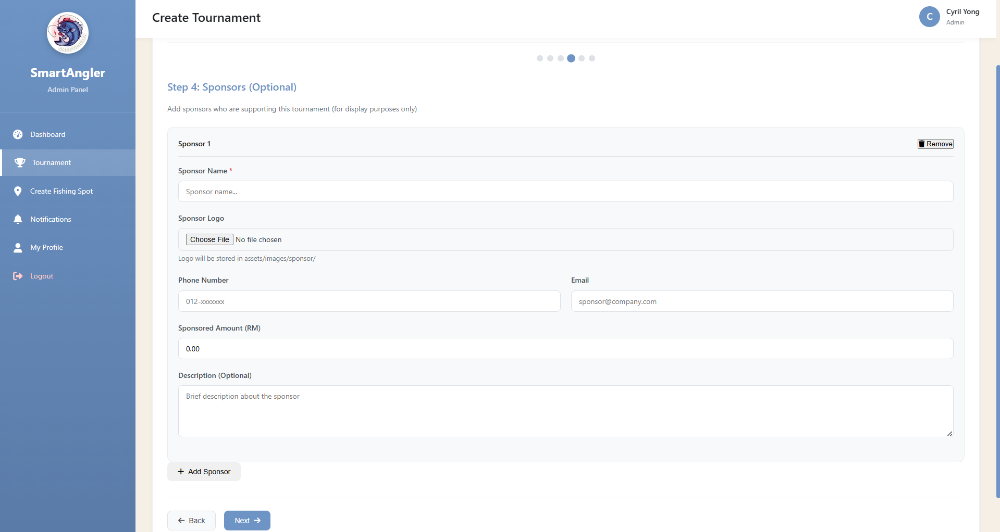 SmartAngler
Admin Panel
Dashboard
Tournament
Create Fishing Spot
Notifications
My Profile
Logout
Create Tournament
C
Cyril Yong
Admin
Step 4: Sponsors (Optional)
Add sponsors who are supporting this tournament (for display purposes only)
Sponsor 1
Remove
Sponsor Name *
Sponsor name...
Sponsor Logo
Choose File No file chosen
Logo will be stored in assets/images/sponsor/
Phone Number
012-xxxxxxx
Email
sponsor@company.com
Sponsored Amount (RM)
0.00
Description (Optional)
Brief description about the sponsor
Add Sponsor
Back
Next